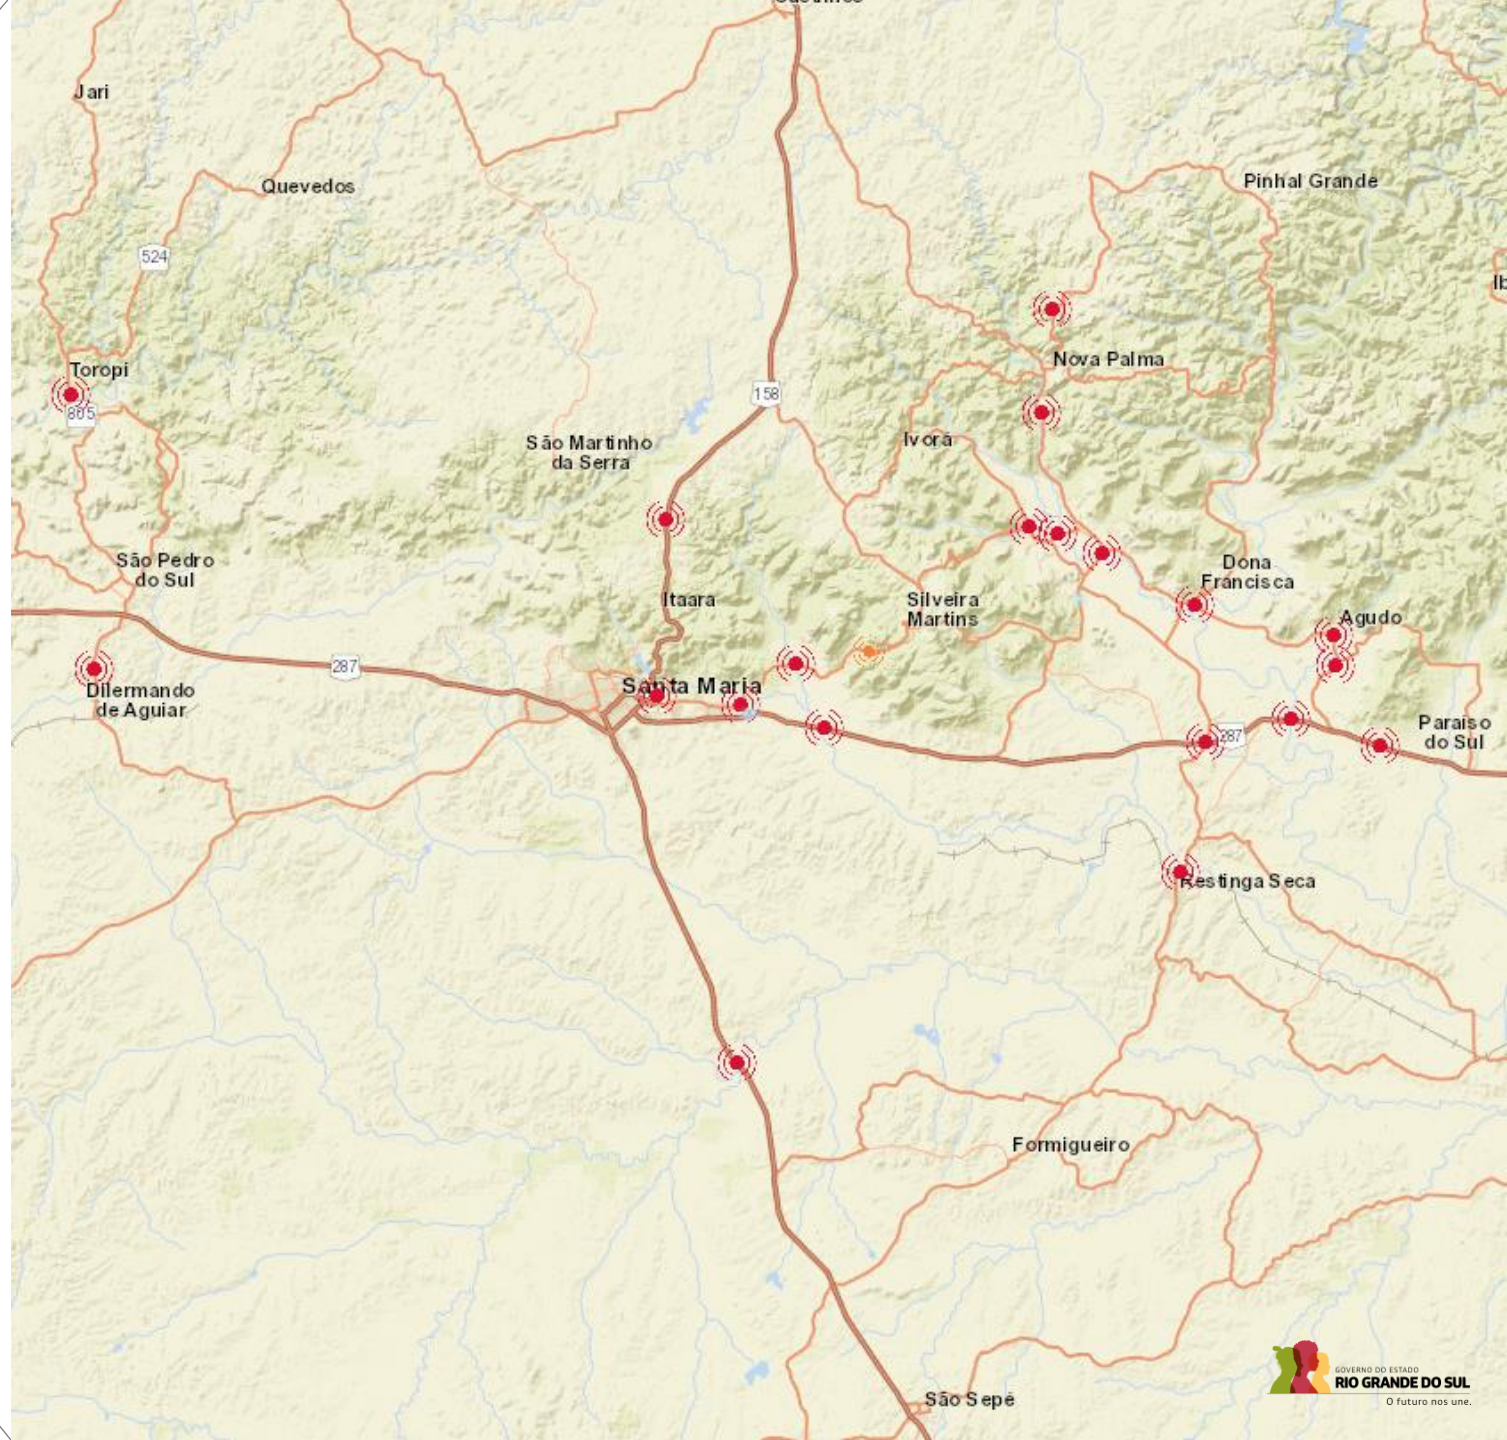 Jari
Quevedos
Pinhal Grande
524
Toropi
805
Nova Palma
158
São Martinho
da Serra
Ivorá
São Pedro
do Sul
Dona
Francisca
Itaara
Silveira
Martins
Agudo
287
Santa Maria
Dilermando
de Aguiar
287
Paraíso
do Sul
Restinga Seca
Formigueiro
São Sepé
GOVERNO DO ESTADO
RIO GRANDE DO SUL
O futuro nos une.